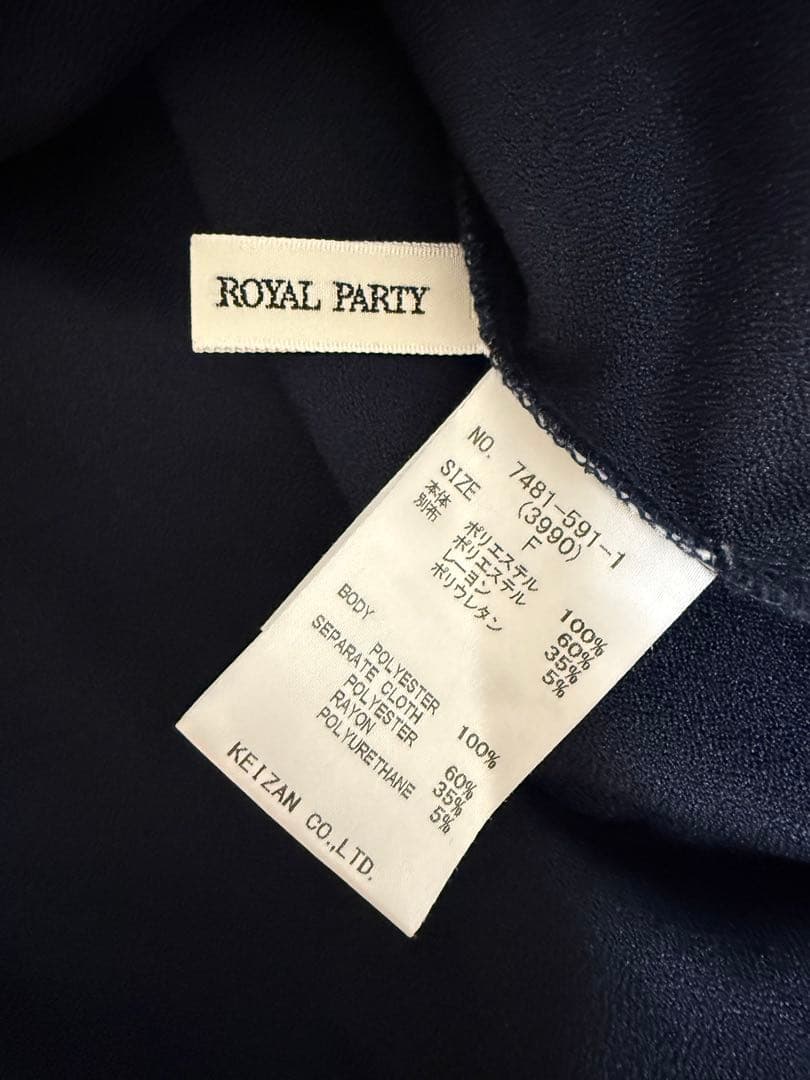 ROYAL PARTY
NO. 7481-591-1
(3990)
SIZE F
本体 ポリエステル 100%
別布 ポリエステル 60%
レーヨン 35%
ポリウレタン 5%
BODY
POLYESTER 100%
SEPARATE CLOTH
POLYESTER 60%
RAYON 35%
POLYURETHANE 5%
KEIZAN CO.,LTD.